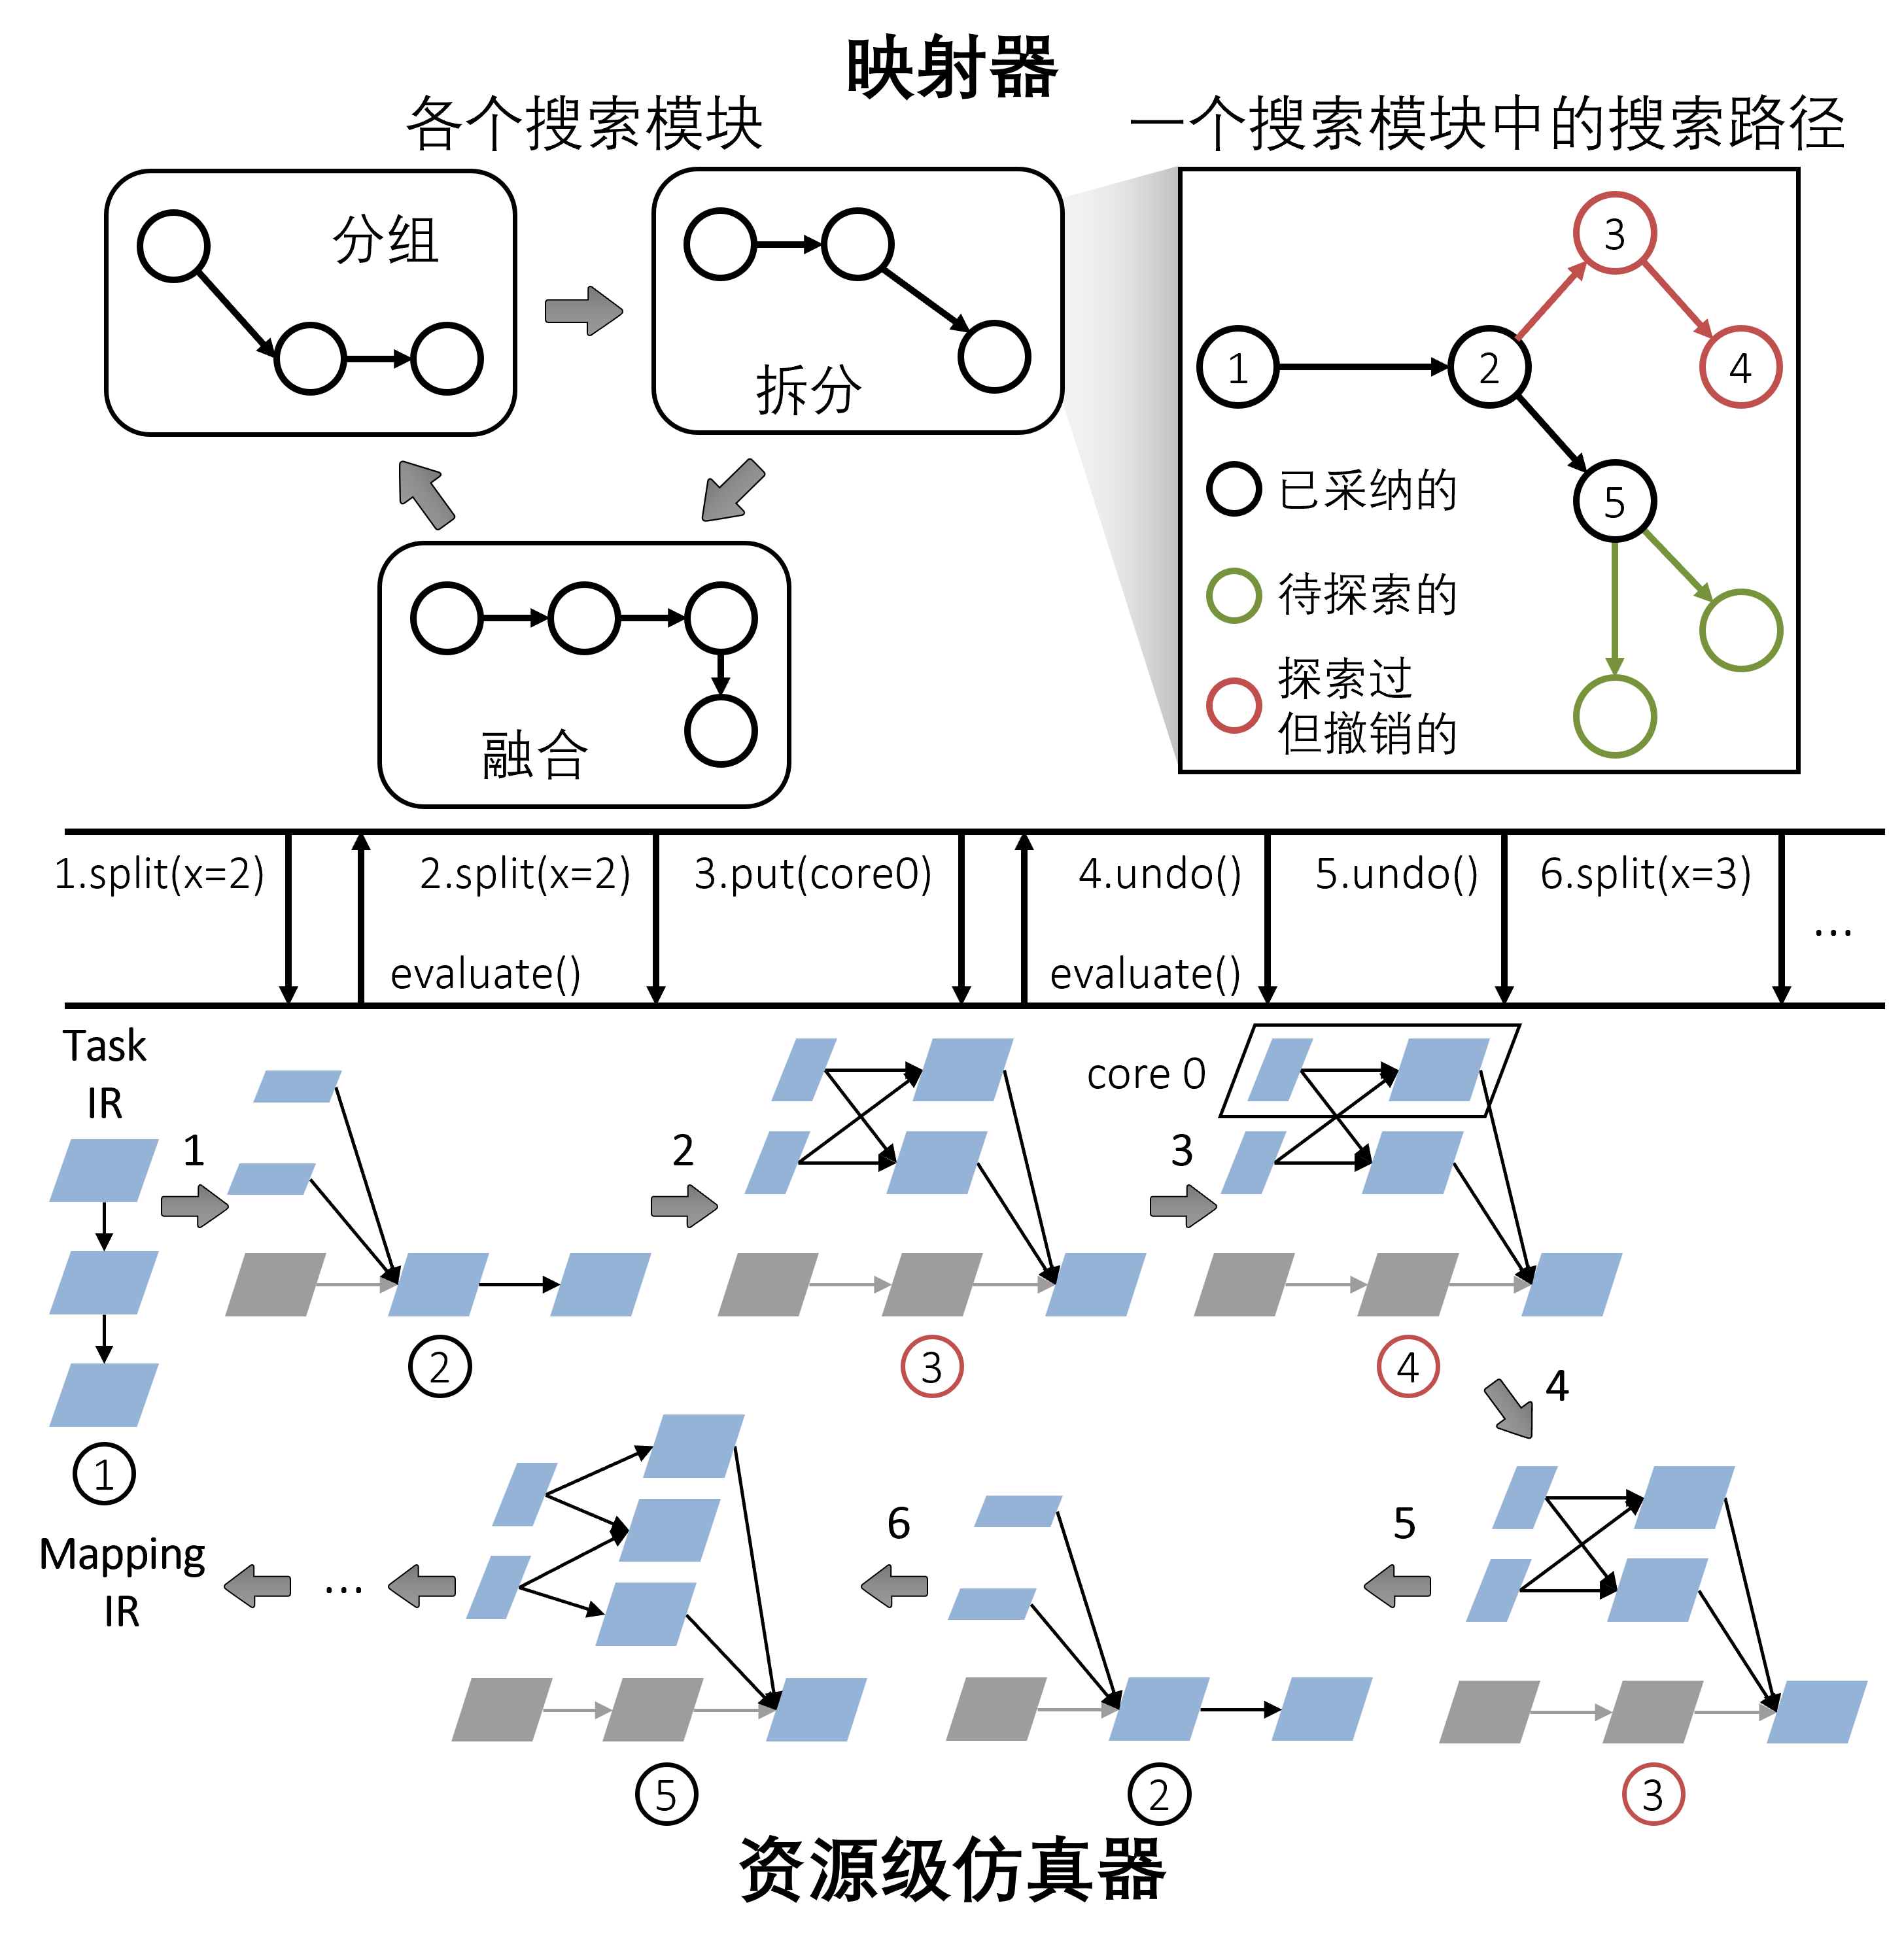 映射器
各个搜索模块
一个搜索模块中的搜索路径
分组
拆分
融合
3
1
2
4
5
已采纳的
待探索的
探索过
但撤销的
1.split(x=2)
2.split(x=2)
3.put(core0)
4.undo()
5.undo()
6.split(x=3)
...
evaluate()
evaluate()
Task
IR
core 0
1
2
3
2
3
4
4
1
6
5
Mapping
IR
...
5
2
3
资源级仿真器